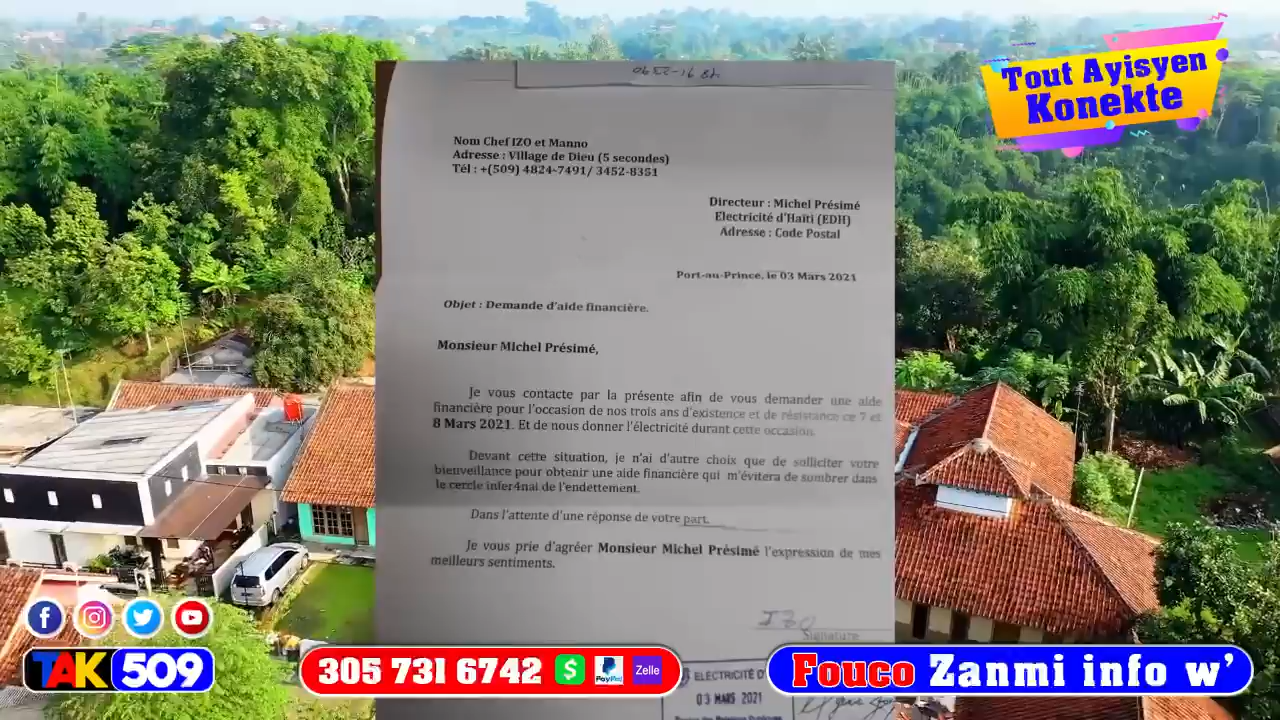 48 91-2390
Tout Ayisyen
Konekte
Nom Chef IZO et Manno
Adresse : Village de Dieu (5 secondes)
Tél : +(509) 4824-7491/ 3452-8351
Directeur : Michel Présimé
Electricité d'Haïti (EDH)
Adresse : Code Postal
Port-au-Prince, le 03 Mars 2021
Objet : Demande d'aide financière.
Monsieur Michel Présimé,
Je vous contacte par la présente afin de vous demander une aide
financière pour l'occasion de nos trois ans d'existence et de résistance ce 7 et
8 Mars 2021. Et de nous donner l'électricité durant cette occasion.
Devant cette situation, je n'ai d'autre choix que de solliciter votre
bienveillance pour obtenir une aide financière qui m'évitera de sombrer dans
le cercle infer4nai de l'endettement.
Dans l'attente d'une réponse de votre part.
Je vous prie d'agréer Monsieur Michel Présimé l'expression de mes
meilleurs sentiments.
IZO
Signature
ELECTRICITÉ D'
03 MARS 2021
TAK 509
305 731 6742 $ PayPal Zelle
Fouco Zanmi info w'